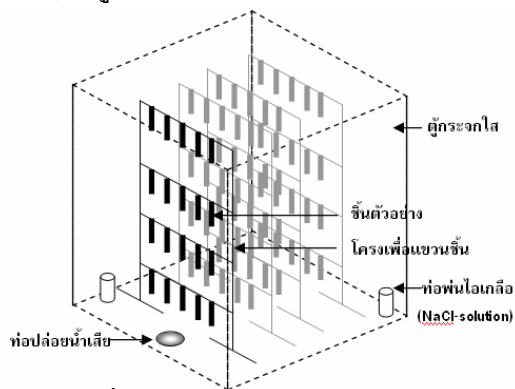 ตู้กระจกใส
ชิ้นตัวอย่าง
โครงเพื่อแขวนชิ้น
ท่อพ่นไอเกลือ
(NaCl-solution)
ท่อปล่อยน้ำเสีย